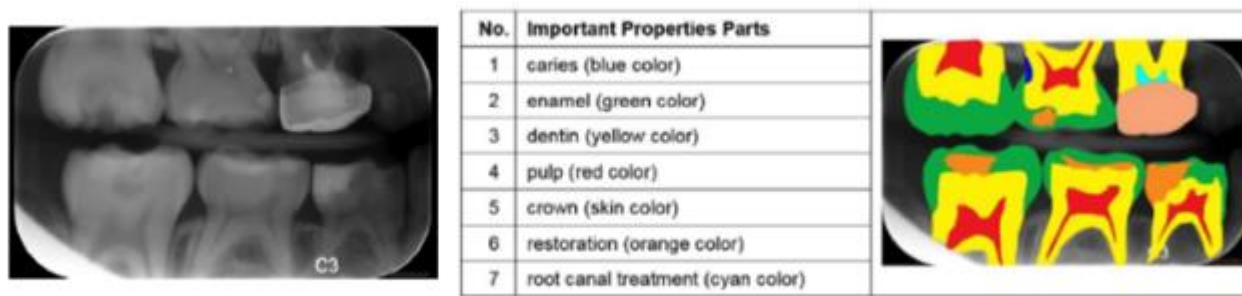 C3
No. Important Properties Parts
1 caries (blue color)
2 enamel (green color)
3 dentin (yellow color)
4 pulp (red color)
5 crown (skin color)
6 restoration (orange color)
7 root canal treatment (cyan color)